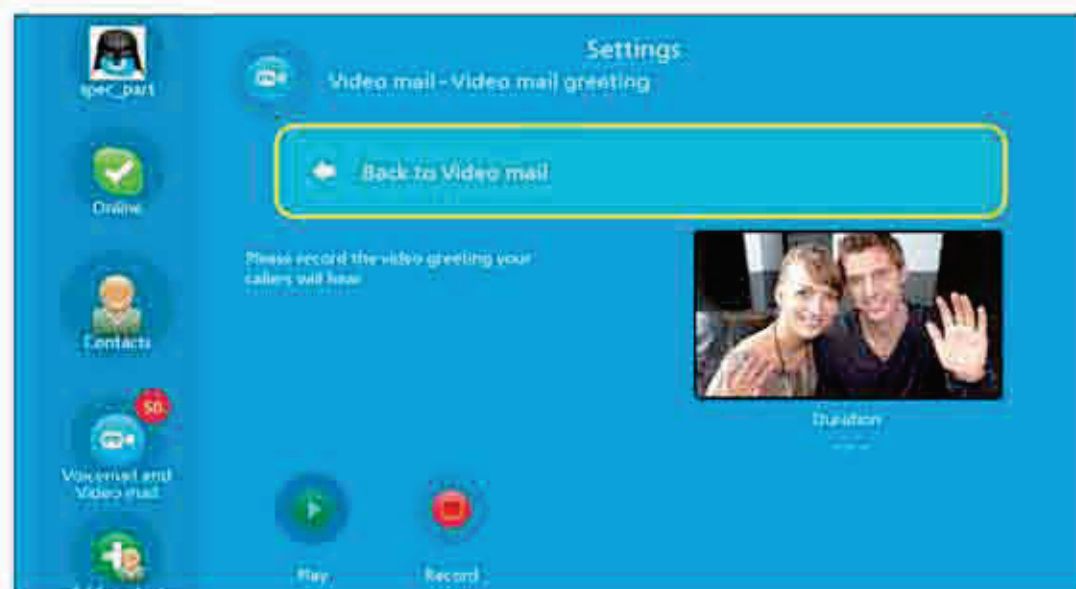 spec_part
Online
Contacts
50
Voicemail and
Video mail
Settings
Video mail - Video mail greeting
Back to Video mail
Please record the video greeting your
callers will hear
Duration
Play
Record